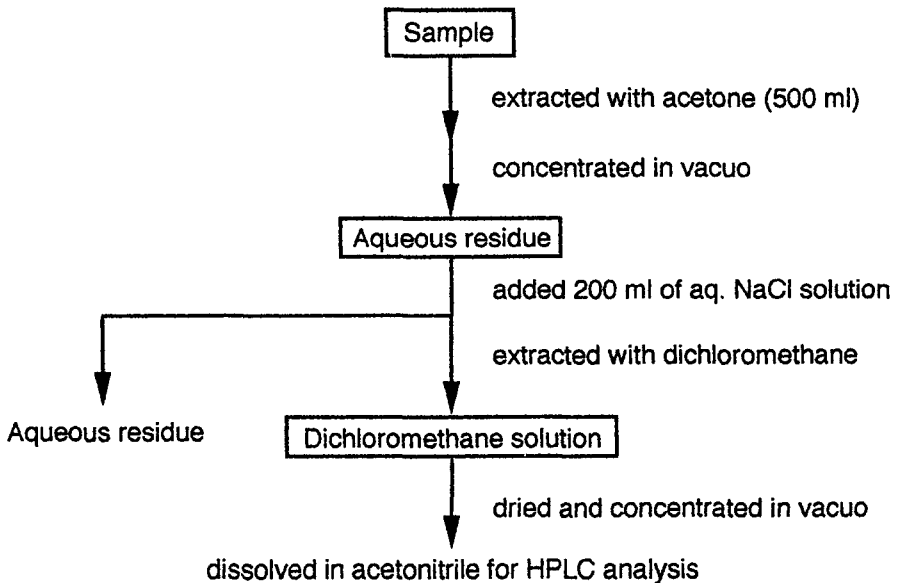 Sample
extracted with acetone (500 ml)
concentrated in vacuo
Aqueous residue
added 200 ml of aq. NaCl solution
extracted with dichloromethane
Aqueous residue
Dichloromethane solution
dried and concentrated in vacuo
dissolved in acetonitrile for HPLC analysis